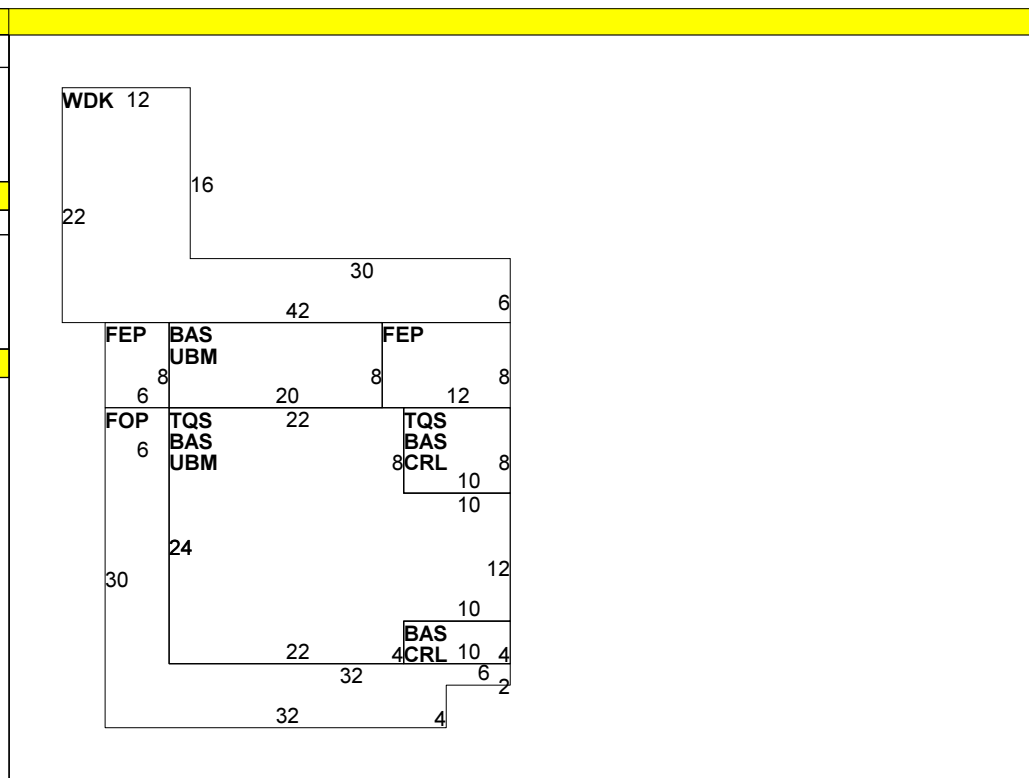 WDK 12
16
22
30
42 6
FEP BAS FEP
UBM
8 8 8
6 20 12
FOP TQS 22 TQS
6 BAS BAS
UBM 8 CRL 8
10
10
24
12
30
10
BAS
22 4 CRL 10 4
32 6
2
32 4